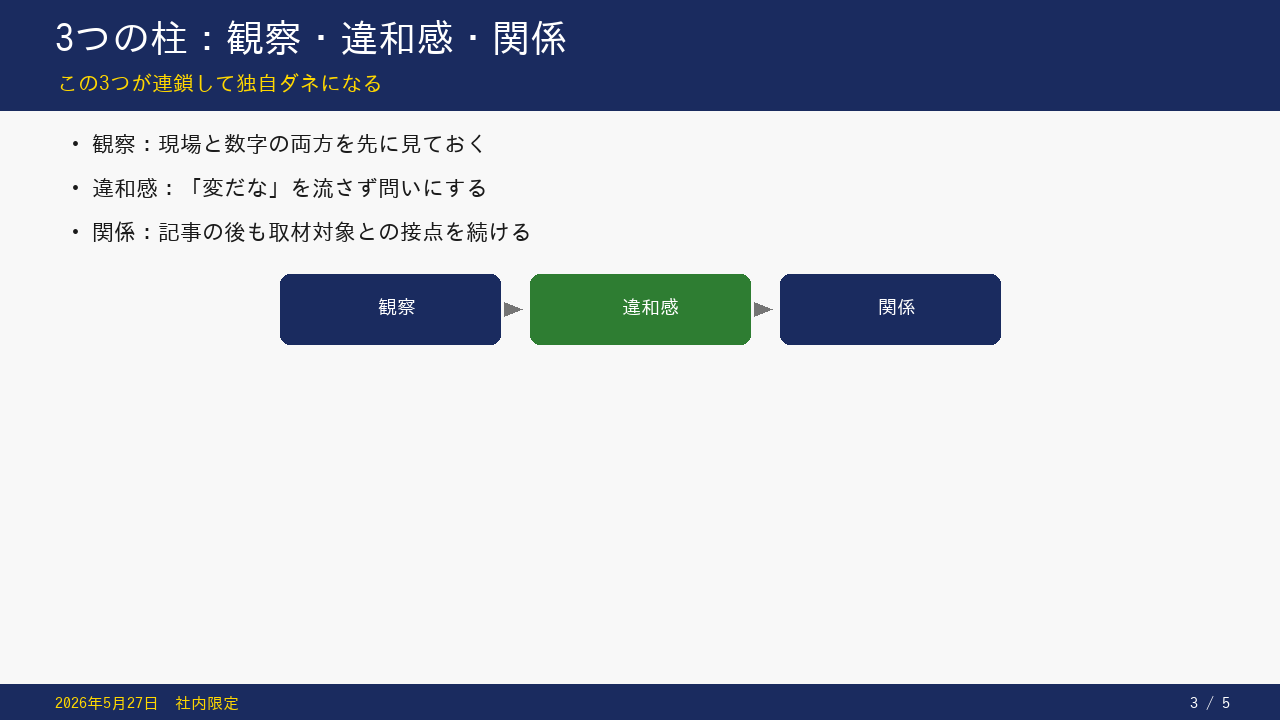 3つの柱：観察・違和感・関係
この3つが連鎖して独自ダネになる
• 観察：現場と数字の両方を先に見ておく
• 違和感：「変だな」を流さず問いにする
• 関係：記事の後も取材対象との接点を続ける
観察 ▶ 違和感 ▶ 関係
2026年5月27日　社内限定
3 / 5